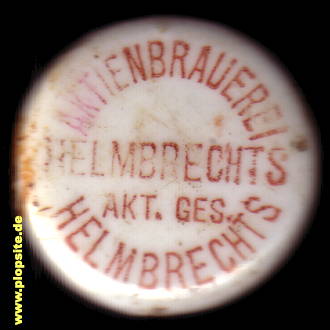 AKTIENBRAUEREI
HELMBRECHTS
AKT. GES.
HELMBRECHTS
www.plopsite.de